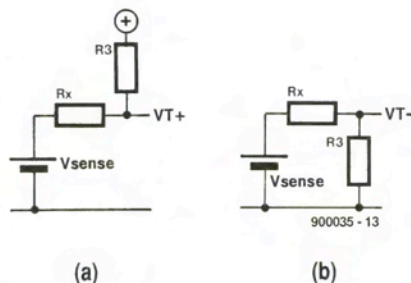 R3
Rx
VT+
Vsense
(a)
Rx
VT-
R3
Vsense
900035 - 13
(b)